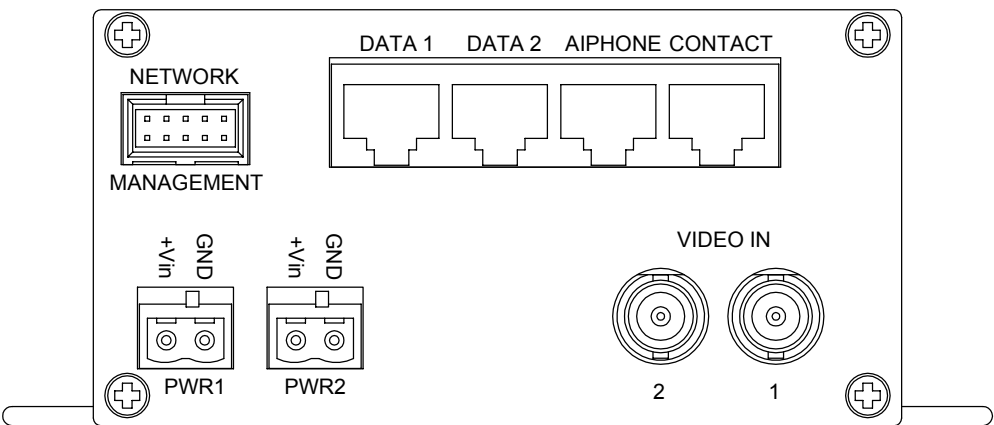 DATA 1 DATA 2 AIPHONE CONTACT
NETWORK
MANAGEMENT
+Vin GND +Vin GND
VIDEO IN
PWR1 PWR2
2 1